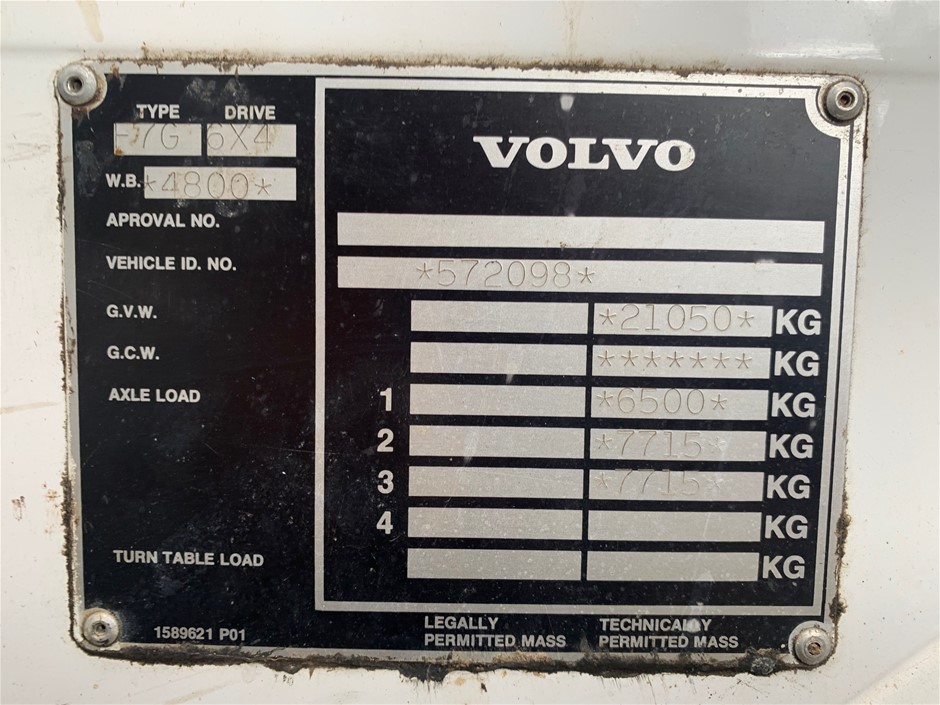 TYPE DRIVE
F7G 6X4
VOLVO
W.B. *4800*
APROVAL NO.
VEHICLE ID. NO. *572098*
G.V.W. *21050* KG
G.C.W. ******* KG
AXLE LOAD 1 *6500* KG
2 *7715* KG
3 *7715* KG
4 KG
TURN TABLE LOAD KG
LEGALLY TECHNICALLY
1589621 P01 PERMITTED MASS PERMITTED MASS